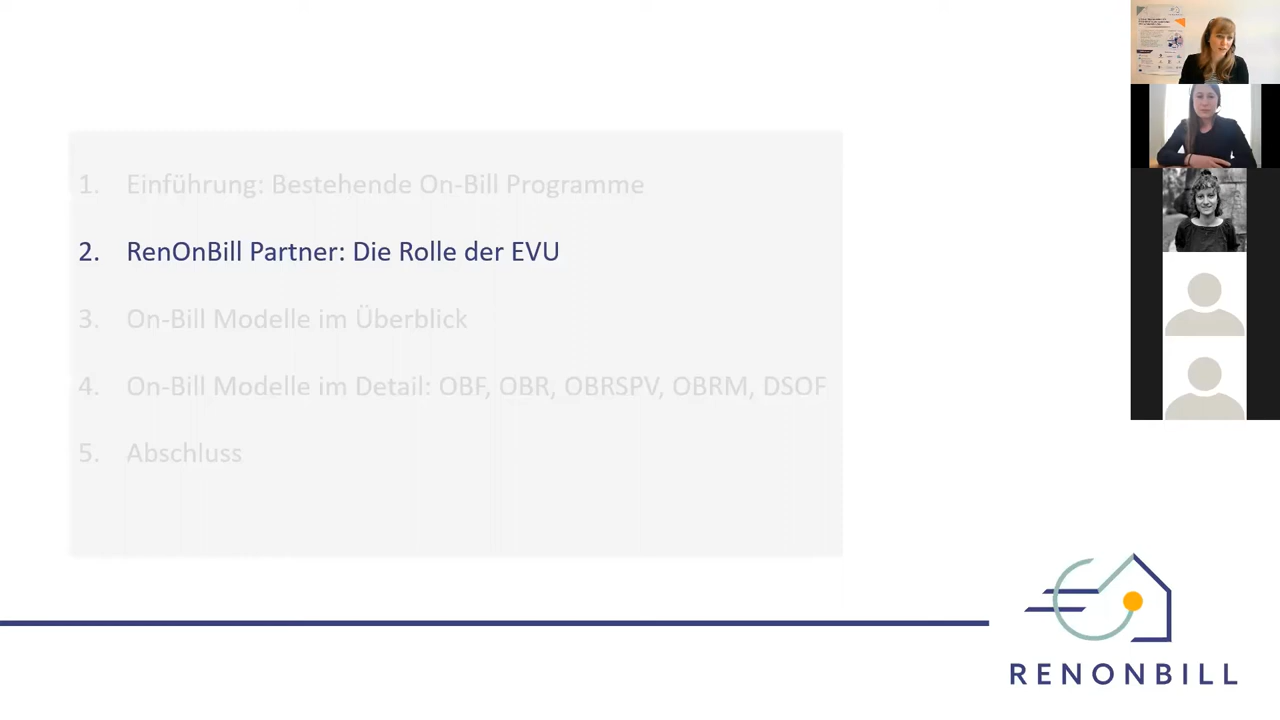 1. Einführung: Bestehende On-Bill Programme
2. RenOnBill Partner: Die Rolle der EVU
3. On-Bill Modelle im Überblick
4. On-Bill Modelle im Detail: OBF, OBR, OBRSPV, OBRM, DSOF
5. Abschluss
RENONBILL